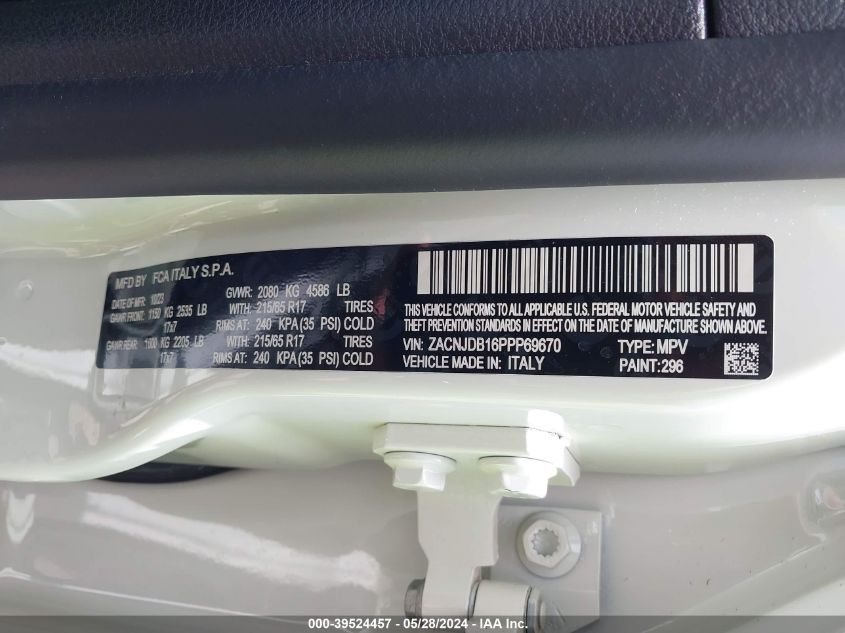 MFD BY FCA ITALY S.P.A.
DATE OF MFR 10/23 GVWR: 2080 KG 4586 LB
GAWR FRONT: 1150 KG 2535 LB WITH: 215/65 R17 TIRES
17x7 RIMS AT: 240 KPA (35 PSI) COLD
GAWR REAR: 1000 KG 2205 LB WITH: 215/65 R17 TIRES
17x7 RIMS AT: 240 KPA (35 PSI) COLD
THIS VEHICLE CONFORMS TO ALL APPLICABLE U.S. FEDERAL MOTOR VEHICLE SAFETY AND
THEFT PREVENTION STANDARDS IN EFFECT ON THE DATE OF MANUFACTURE SHOWN ABOVE.
VIN: ZACNJDB16PPP69670 TYPE: MPV
VEHICLE MADE IN: ITALY PAINT: 296
000-39524457 - 05/28/2024 - IAA Inc.